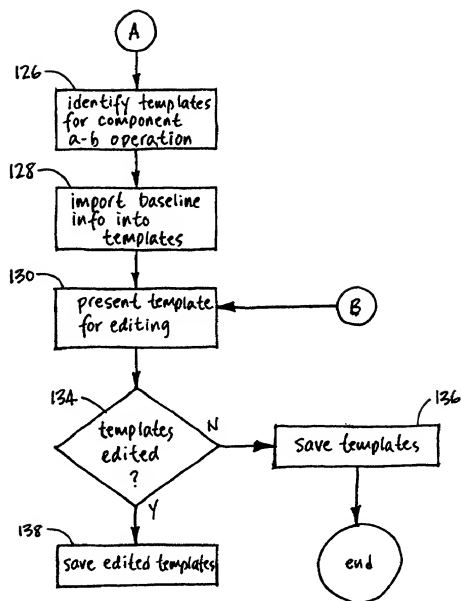 A
126
identify templates
for component
a-b operation
128
import baseline
info into
templates
130
present template
for editing
B
134
templates
edited
?
N
Y
136
save templates
138
save edited templates
end